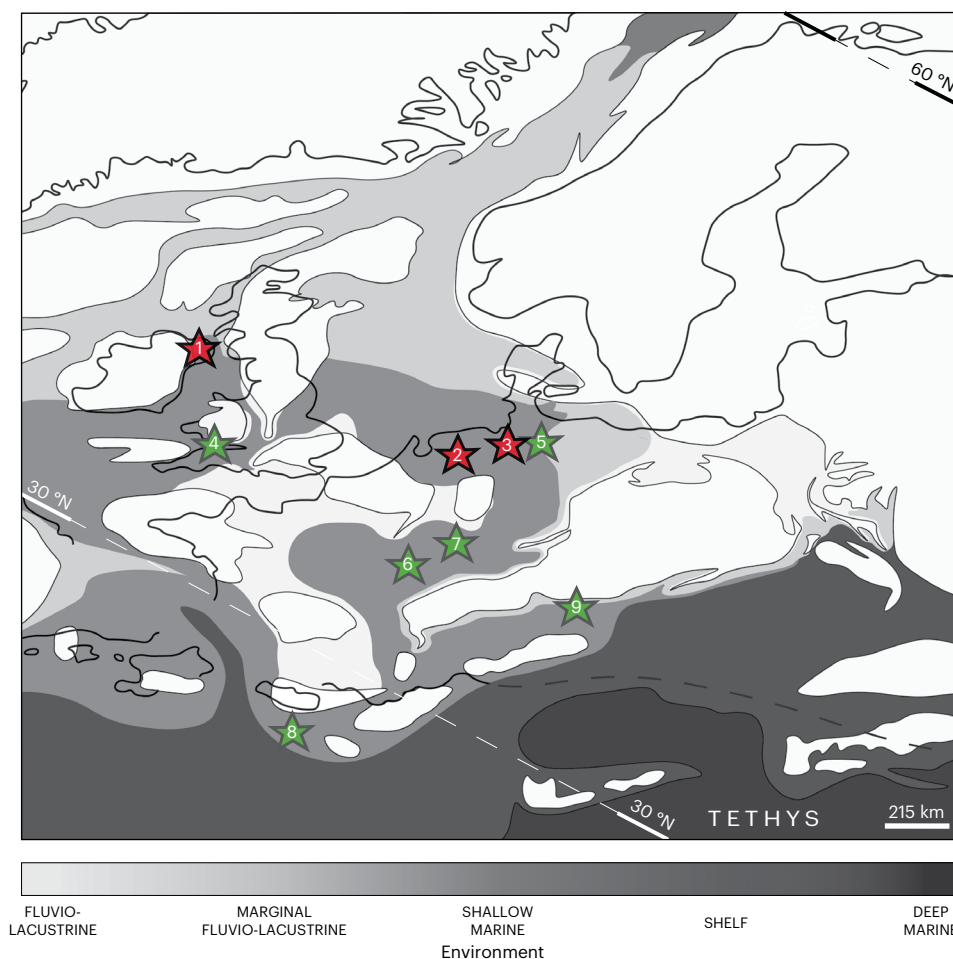 60 °N
1
4
2
3
5
30 °N
7
6
9
8
30 °N
TETHYS
215 km
FLUVIO-
LACUSTRINE
MARGINAL
FLUVIO-LACUSTRINE
SHALLOW
MARINE
SHELF
DEEP
MARINE
Environment